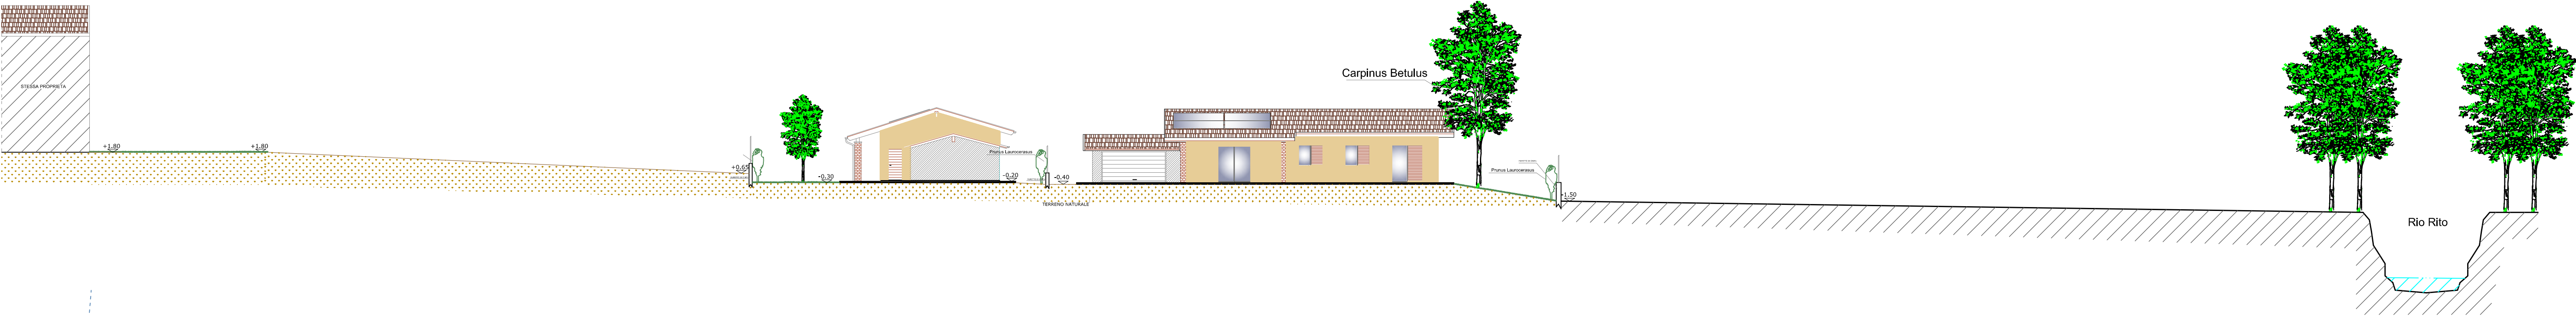 Carpinus Betulus
STESSA PROPRIETA
+1.80
+1.80
Prunus Laurocerasus
+0.65
-0.30
-0.20
-0.40
Prunus Laurocerasus
-1.50
TERRENO NATURALE
Rio Rito